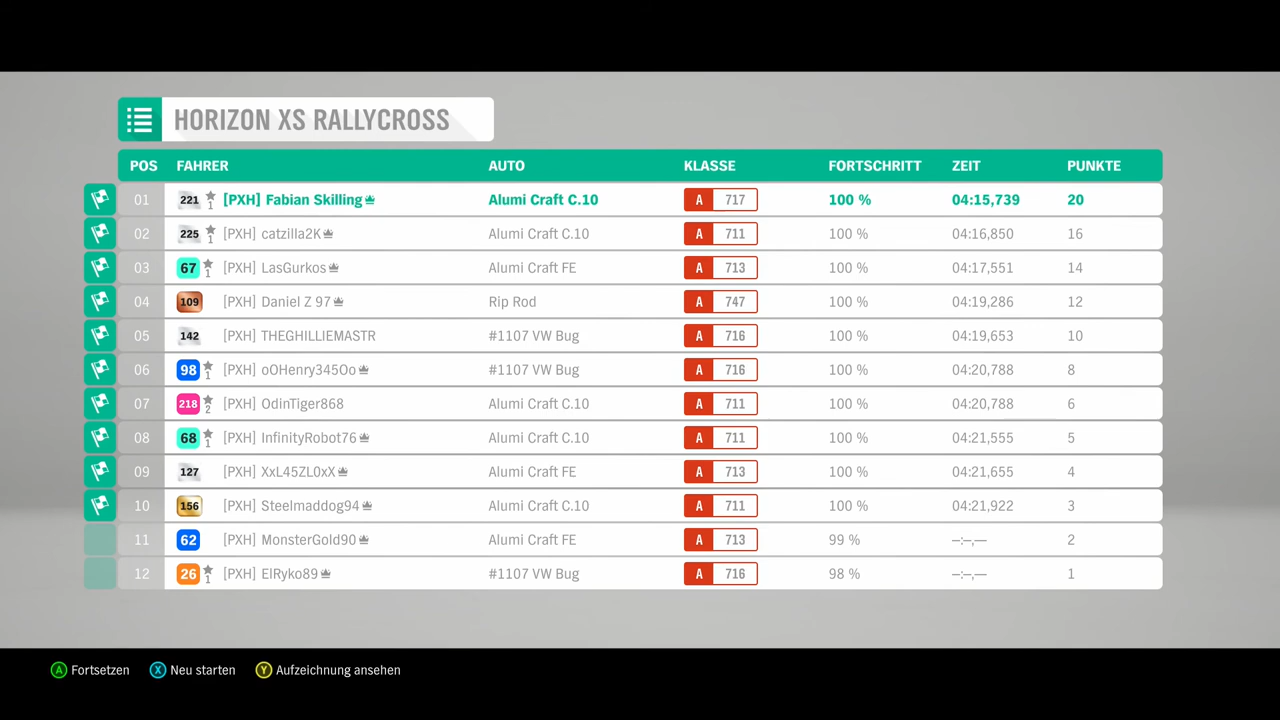 HORIZON XS RALLYCROSS
POS FAHRER AUTO KLASSE FORTSCHRITT ZEIT PUNKTE
01 221 1 [PXH] Fabian Skilling Alumi Craft C.10 A 717 100 % 04:15,739 20
02 225 1 [PXH] catzilla2K Alumi Craft C.10 A 711 100 % 04:16,850 16
03 67 1 [PXH] LasGurkos Alumi Craft FE A 713 100 % 04:17,551 14
04 109 [PXH] Daniel Z 97 Rip Rod A 747 100 % 04:19,286 12
05 142 [PXH] THEGHILLIEMASTR #1107 VW Bug A 716 100 % 04:19,653 10
06 98 1 [PXH] oOHenry345Oo #1107 VW Bug A 716 100 % 04:20,788 8
07 218 2 [PXH] OdinTiger868 Alumi Craft C.10 A 711 100 % 04:20,788 6
08 68 1 [PXH] InfinityRobot76 Alumi Craft C.10 A 711 100 % 04:21,555 5
09 127 [PXH] XxL45ZL0xX Alumi Craft FE A 713 100 % 04:21,655 4
10 156 [PXH] Steelmaddog94 Alumi Craft C.10 A 711 100 % 04:21,922 3
11 62 [PXH] MonsterGold90 Alumi Craft FE A 713 99 % –:–,– 2
12 26 1 [PXH] ElRyko89 #1107 VW Bug A 716 98 % –:–,– 1
A Fortsetzen X Neu starten Y Aufzeichnung ansehen